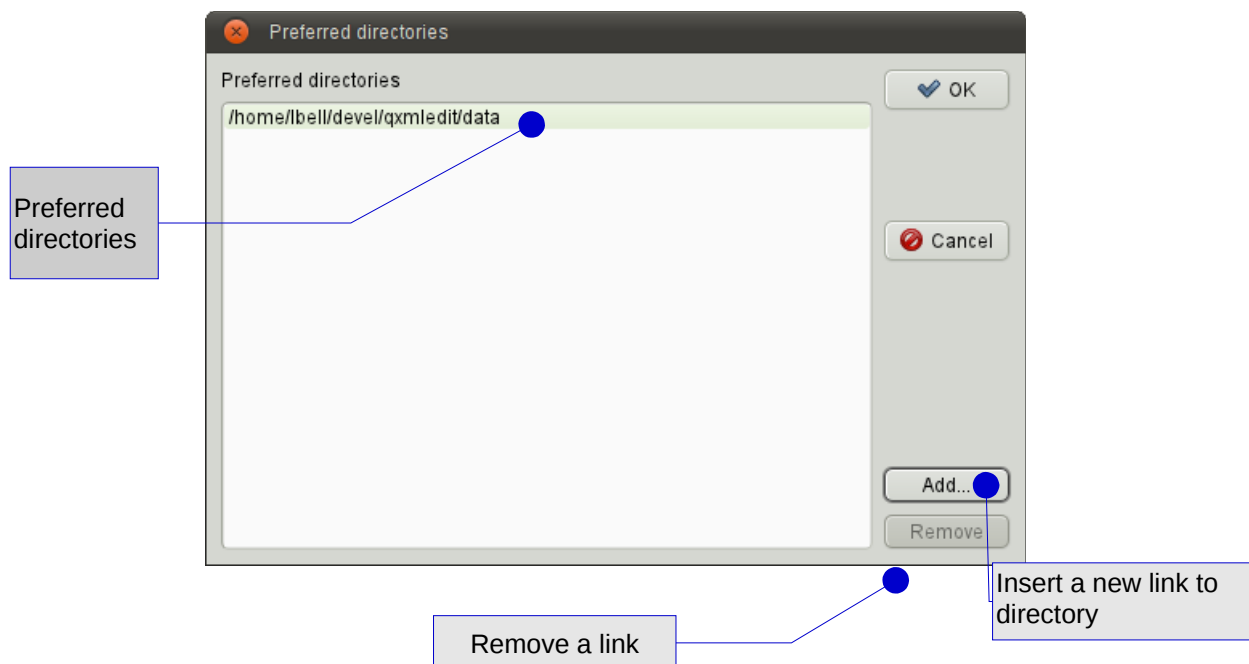 Preferred directories
Preferred directories
OK
/home/lbell/devel/qxmledit/data
Preferred
directories
Cancel
Add...
Remove
Insert a new link to
directory
Remove a link